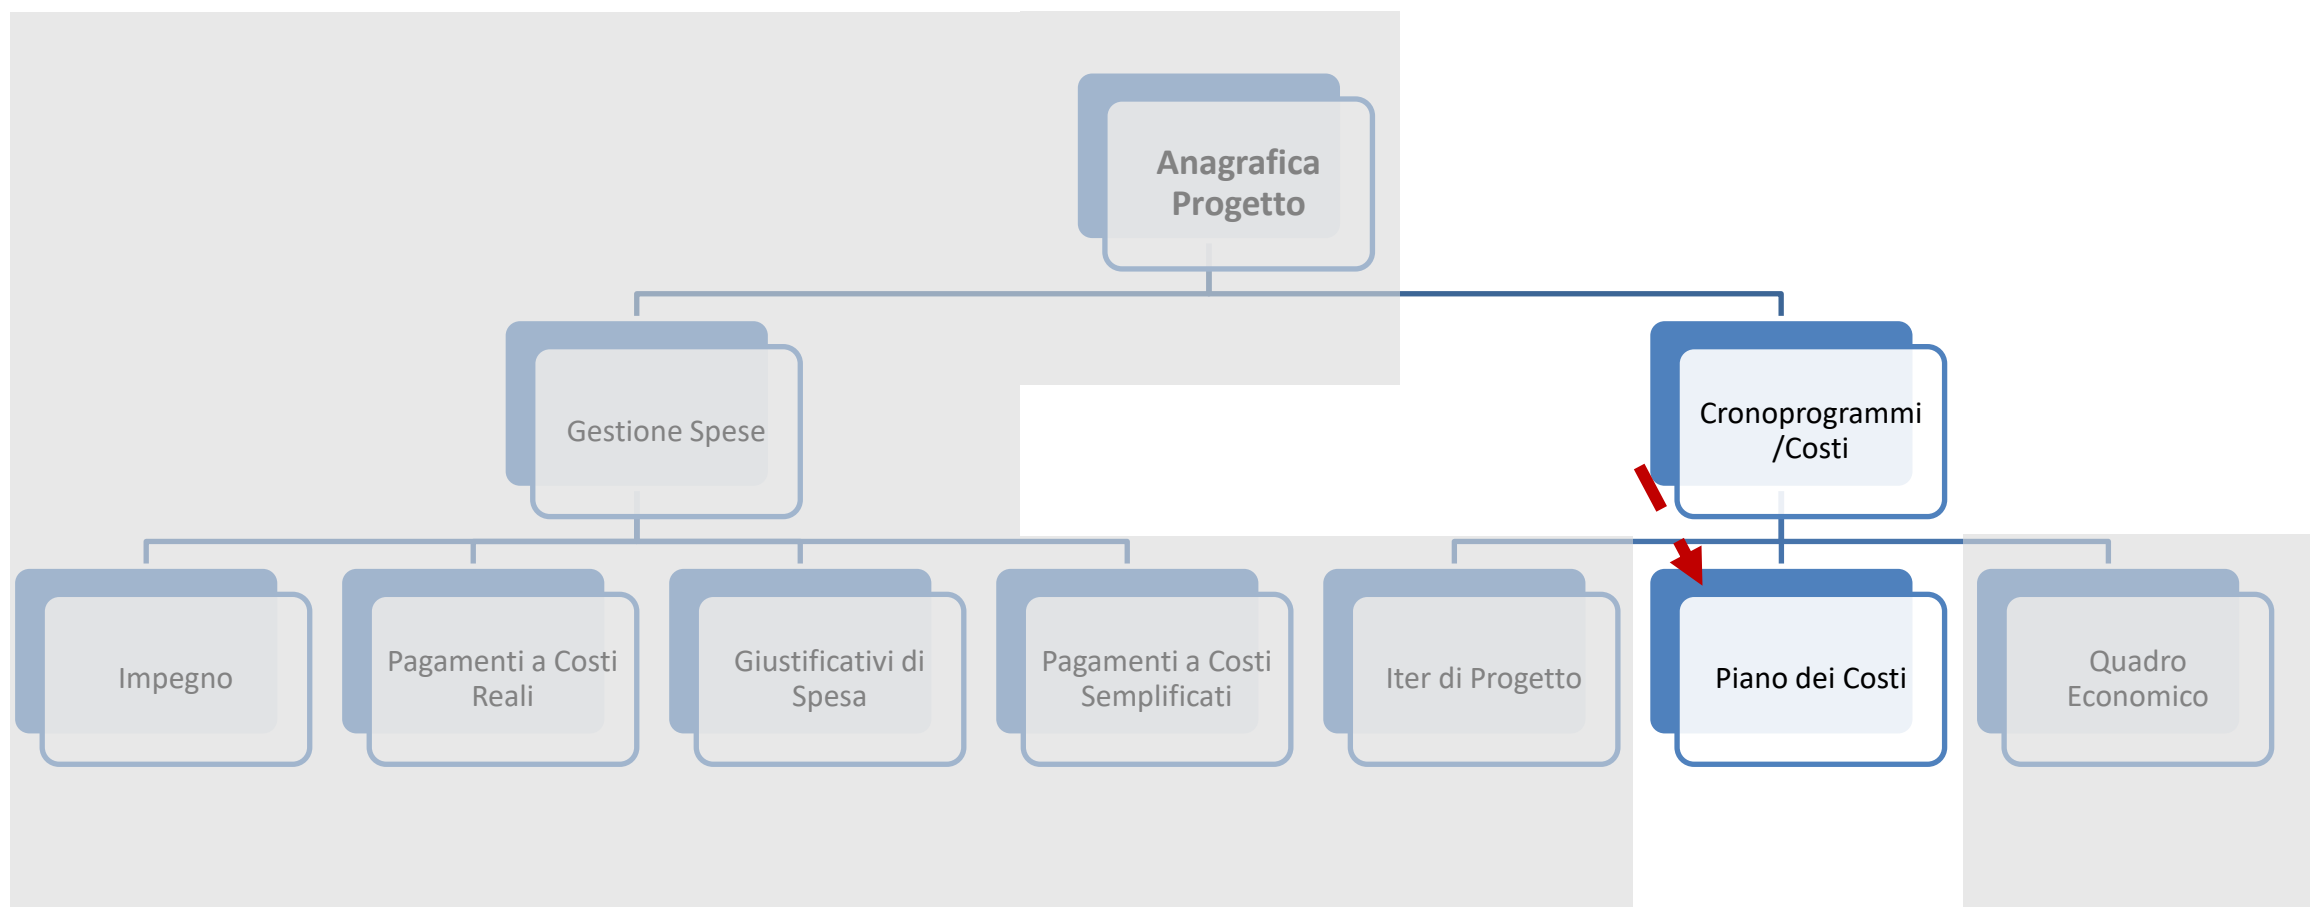 Anagrafica
Progetto
Gestione Spese
Cronoprogrammi
/Costi
Impegno
Pagamenti a Costi
Reali
Giustificativi di
Spesa
Pagamenti a Costi
Semplificati
Iter di Progetto
Piano dei Costi
Quadro
Economico